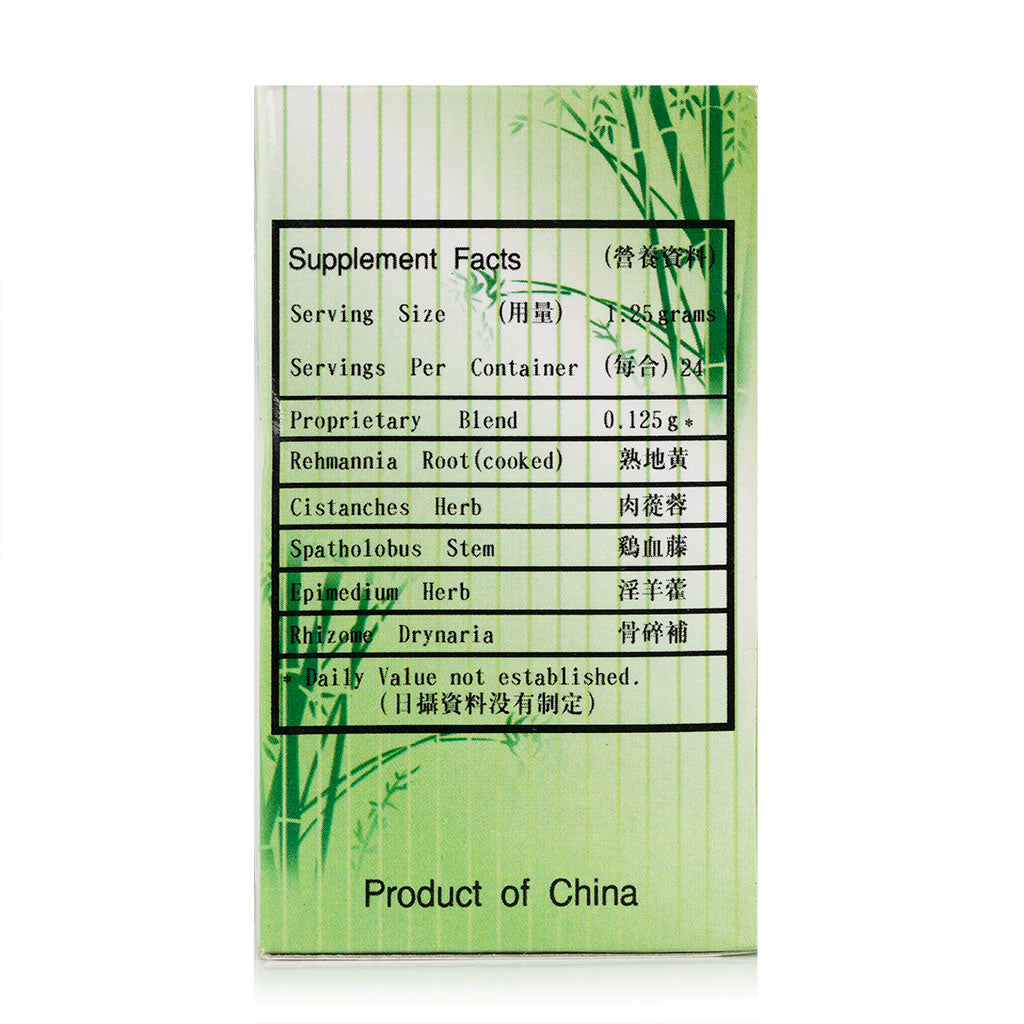 Supplement Facts (營養資料)
Serving Size (用量) 1.25grams
Servings Per Container (每合) 24
Proprietary Blend 0.125g*
Rehmannia Root(cooked) 熟地黄
Cistanches Herb 肉蓯蓉
Spatholobus Stem 鷄血藤
Epimedium Herb 淫羊藿
Rhizome Drynaria 骨碎補
* Daily Value not established.
(日攝資料没有制定)
Product of China